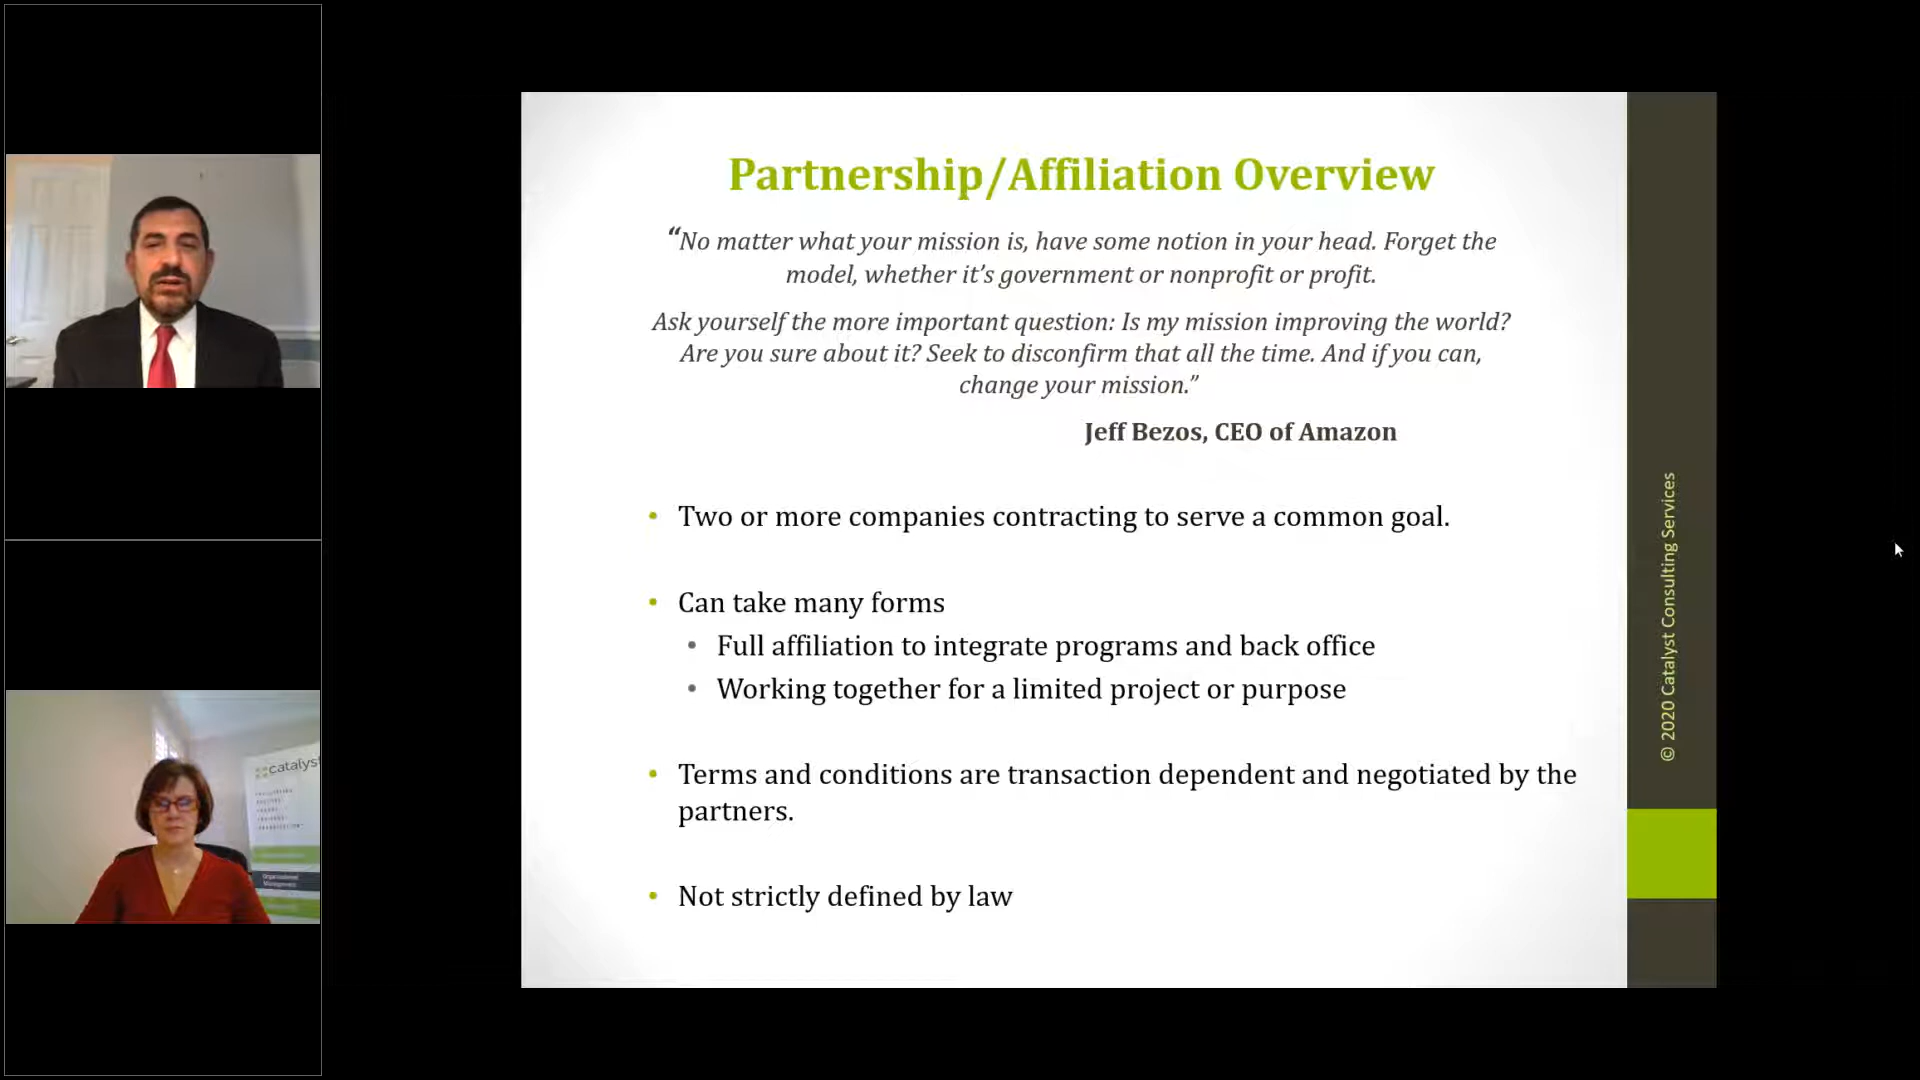 Partnership/Affiliation Overview
“No matter what your mission is, have some notion in your head. Forget the
model, whether it’s government or nonprofit or profit.
Ask yourself the more important question: Is my mission improving the world?
Are you sure about it? Seek to disconfirm that all the time. And if you can,
change your mission.”
Jeff Bezos, CEO of Amazon
• Two or more companies contracting to serve a common goal.
• Can take many forms
• Full affiliation to integrate programs and back office
• Working together for a limited project or purpose
• Terms and conditions are transaction dependent and negotiated by the
partners.
• Not strictly defined by law
© 2020 Catalyst Consulting Services
catalyst
Organizational
Management